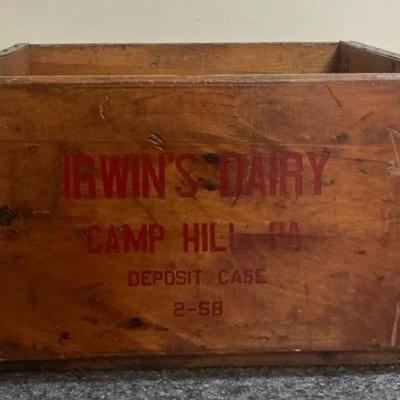 IRWIN'S DAIRY
CAMP HILL PA.
DEPOSIT CASE
2-58